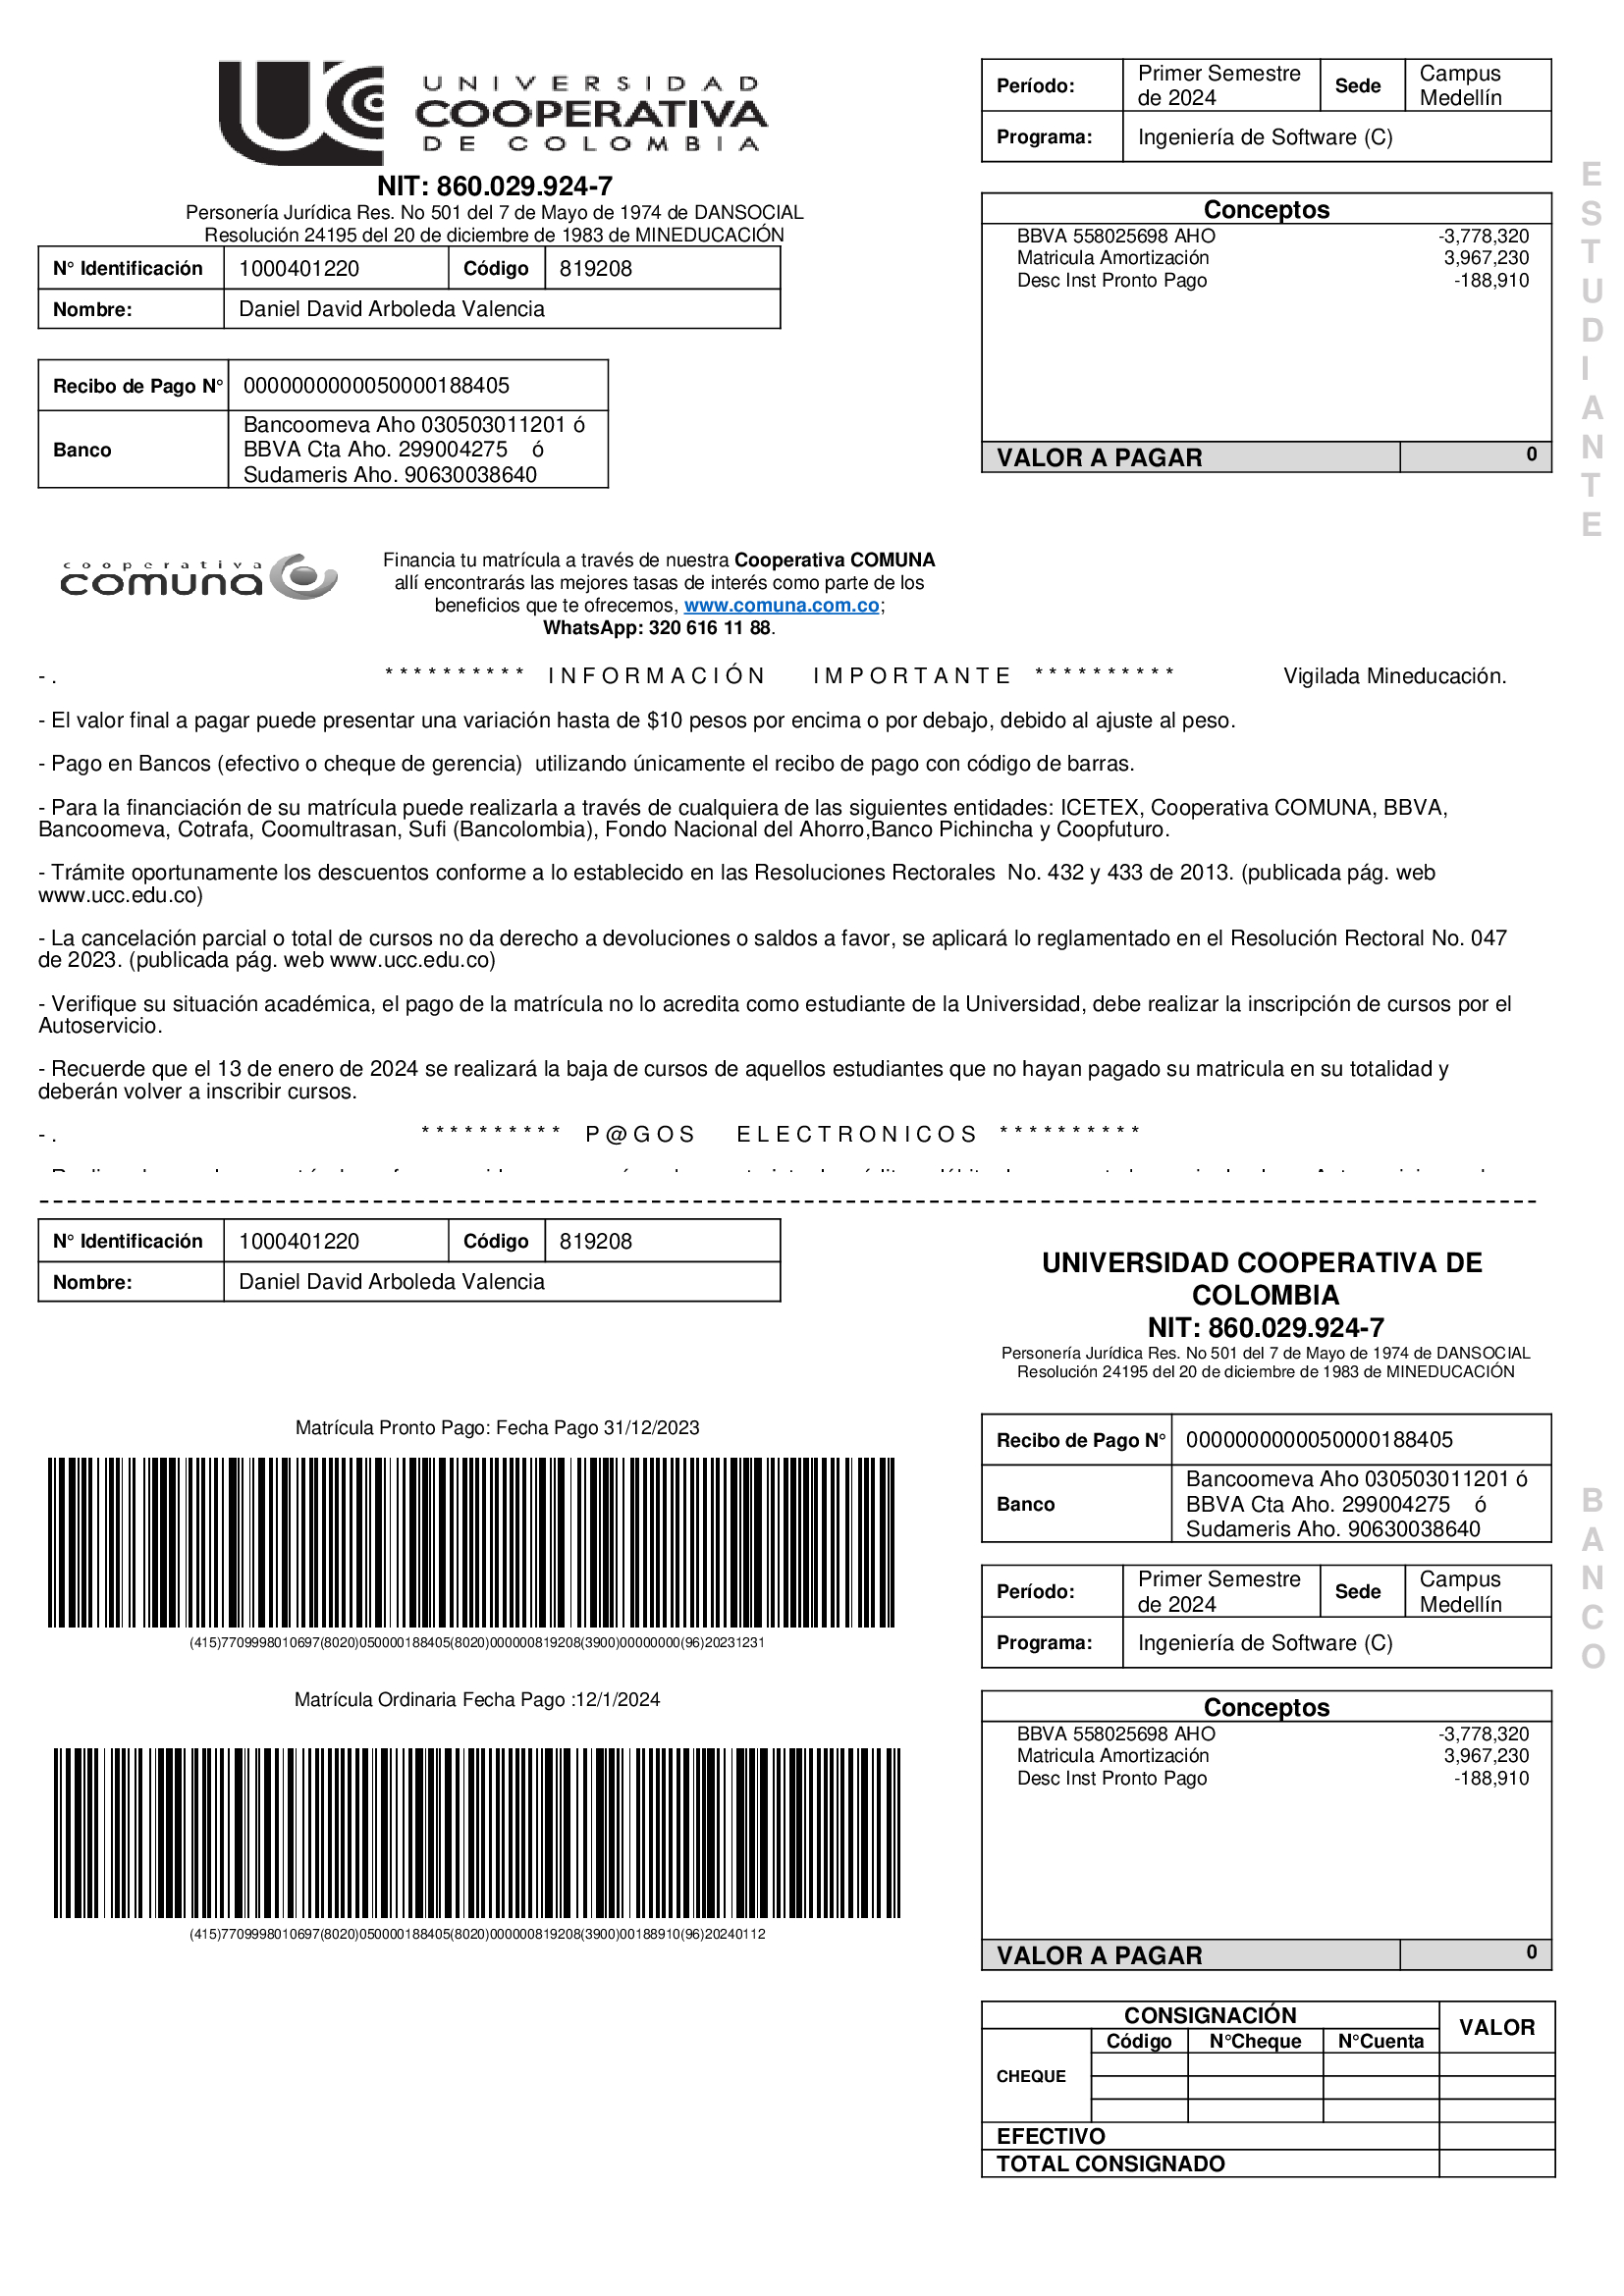 UNIVERSIDAD
COOPERATIVA
DE COLOMBIA
NIT: 860.029.924-7
Personería Jurídica Res. No 501 del 7 de Mayo de 1974 de DANSOCIAL
Resolución 24195 del 20 de diciembre de 1983 de MINEDUCACIÓN
N° Identificación 1000401220 Código 819208
Nombre: Daniel David Arboleda Valencia
Recibo de Pago N° 0000000000050000188405
Banco
Bancoomeva Aho 030503011201 ó
BBVA Cta Aho. 299004275 ó
Sudameris Aho. 90630038640
Período: Primer Semestre de 2024 Sede Campus Medellín
Programa: Ingeniería de Software (C)
Conceptos
BBVA 558025698 AHO -3,778,320
Matricula Amortización 3,967,230
Desc Inst Pronto Pago -188,910
VALOR A PAGAR 0
ESTUDIANTE
cooperativa
comuna
Financia tu matrícula a través de nuestra Cooperativa COMUNA
allí encontrarás las mejores tasas de interés como parte de los
beneficios que te ofrecemos, www.comuna.com.co;
WhatsApp: 320 616 11 88.
- . * * * * * * * * * * I N F O R M A C I Ó N I M P O R T A N T E * * * * * * * * * * Vigilada Mineducación.
- El valor final a pagar puede presentar una variación hasta de $10 pesos por encima o por debajo, debido al ajuste al peso.
- Pago en Bancos (efectivo o cheque de gerencia) utilizando únicamente el recibo de pago con código de barras.
- Para la financiación de su matrícula puede realizarla a través de cualquiera de las siguientes entidades: ICETEX, Cooperativa COMUNA, BBVA,
Bancoomeva, Cotrafa, Coomultrasan, Sufi (Bancolombia), Fondo Nacional del Ahorro,Banco Pichincha y Coopfuturo.
- Trámite oportunamente los descuentos conforme a lo establecido en las Resoluciones Rectorales No. 432 y 433 de 2013. (publicada pág. web
www.ucc.edu.co)
- La cancelación parcial o total de cursos no da derecho a devoluciones o saldos a favor, se aplicará lo reglamentado en el Resolución Rectoral No. 047
de 2023. (publicada pág. web www.ucc.edu.co)
- Verifique su situación académica, el pago de la matrícula no lo acredita como estudiante de la Universidad, debe realizar la inscripción de cursos por el
Autoservicio.
- Recuerde que el 13 de enero de 2024 se realizará la baja de cursos de aquellos estudiantes que no hayan pagado su matricula en su totalidad y
deberán volver a inscribir cursos.
- . * * * * * * * * * * P @ G O S E L E C T R O N I C O S * * * * * * * * * *
N° Identificación 1000401220 Código 819208
Nombre: Daniel David Arboleda Valencia
UNIVERSIDAD COOPERATIVA DE
COLOMBIA
NIT: 860.029.924-7
Personería Jurídica Res. No 501 del 7 de Mayo de 1974 de DANSOCIAL
Resolución 24195 del 20 de diciembre de 1983 de MINEDUCACIÓN
Matrícula Pronto Pago: Fecha Pago 31/12/2023
(415)7709998010697(8020)050000188405(8020)000000819208(3900)00000000(96)20231231
Matrícula Ordinaria Fecha Pago :12/1/2024
(415)7709998010697(8020)050000188405(8020)000000819208(3900)00188910(96)20240112
Recibo de Pago N° 0000000000050000188405
Banco
Bancoomeva Aho 030503011201 ó
BBVA Cta Aho. 299004275 ó
Sudameris Aho. 90630038640
Período: Primer Semestre de 2024 Sede Campus Medellín
Programa: Ingeniería de Software (C)
BANCO
Conceptos
BBVA 558025698 AHO -3,778,320
Matricula Amortización 3,967,230
Desc Inst Pronto Pago -188,910
VALOR A PAGAR 0
CONSIGNACIÓN VALOR
CHEQUE Código N°Cheque N°Cuenta
EFECTIVO
TOTAL CONSIGNADO